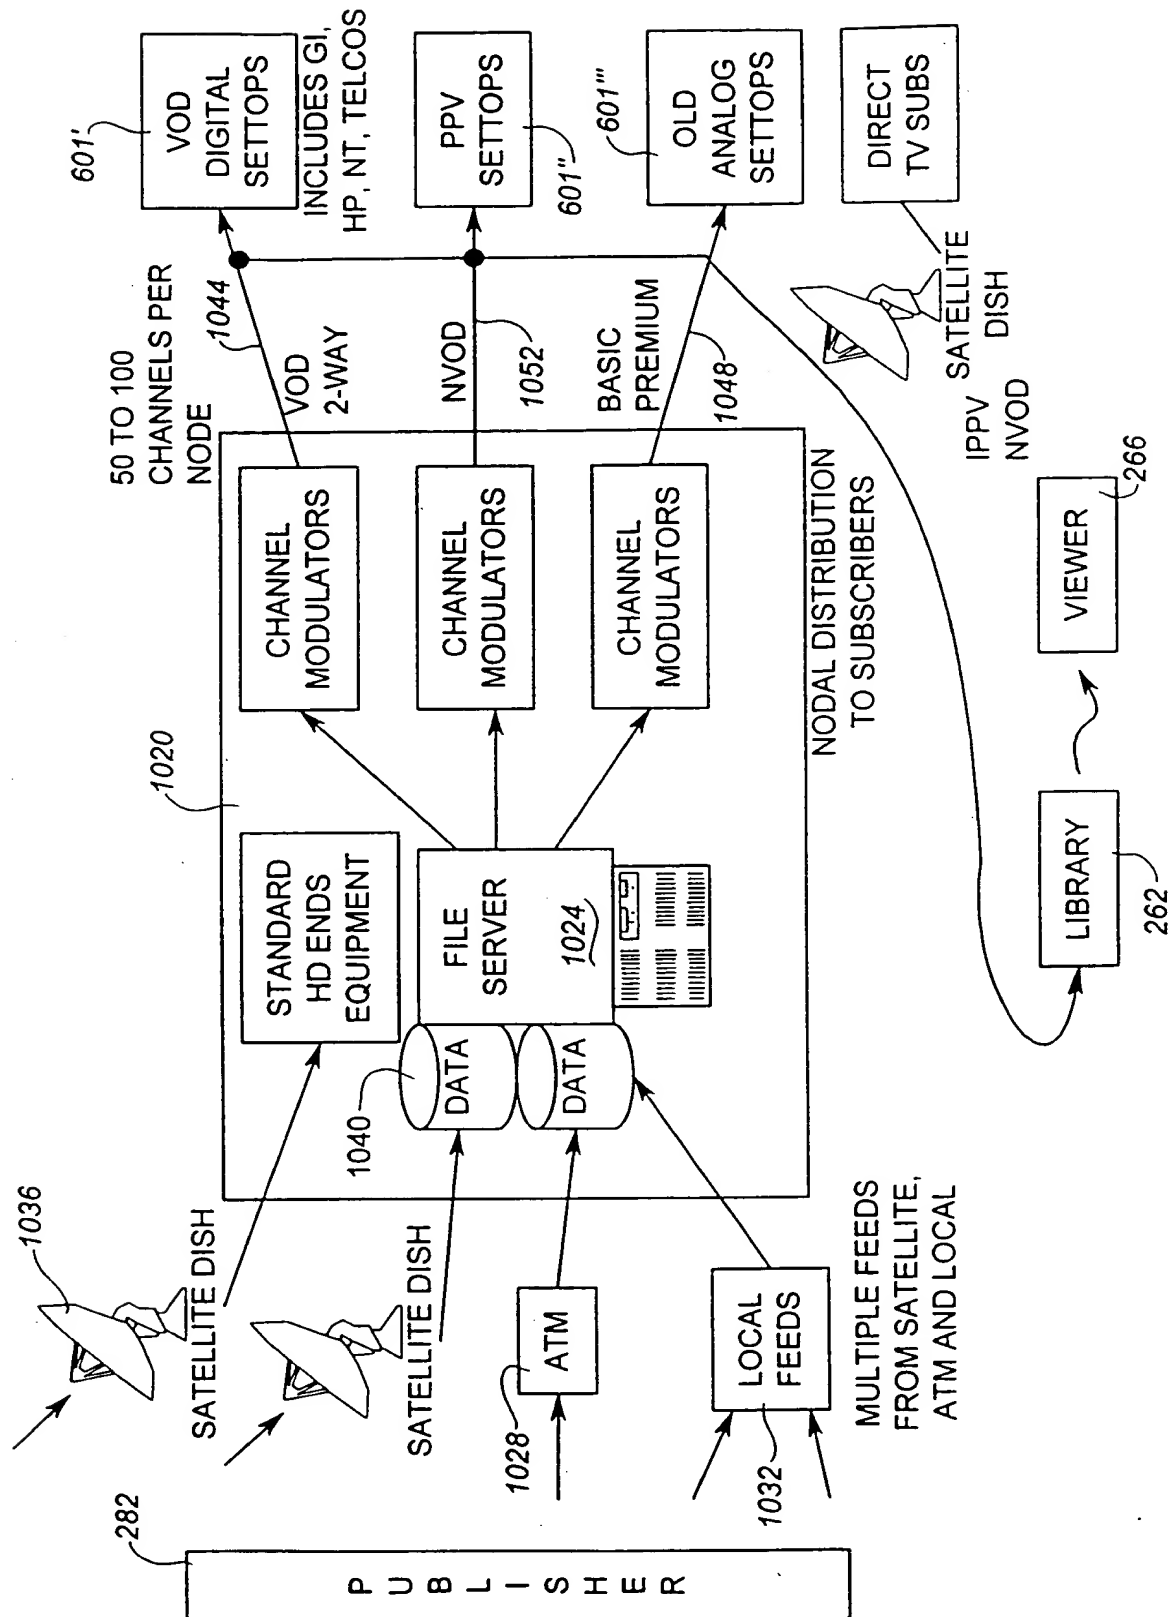 282
PUBLISHER
1036
SATELLITE DISH
SATELLITE DISH
1028
ATM
LOCAL
FEEDS
1032
MULTIPLE FEEDS
FROM SATELLITE,
ATM AND LOCAL
1020
STANDARD
HD ENDS
EQUIPMENT
1040
DATA
DATA
FILE
SERVER
1024
CHANNEL
MODULATORS
CHANNEL
MODULATORS
CHANNEL
MODULATORS
NODAL DISTRIBUTION
TO SUBSCRIBERS
50 TO 100
CHANNELS PER
NODE
1044
VOD
2-WAY
NVOD
1052
BASIC
PREMIUM
1048
601'
VOD
DIGITAL
SETTOPS
INCLUDES GI,
HP, NT, TELCOS
PPV
SETTOPS
601"
601'''
OLD
ANALOG
SETTOPS
DIRECT
TV SUBS
SATELLITE
DISH
IPPV
NVOD
LIBRARY
262
VIEWER
266